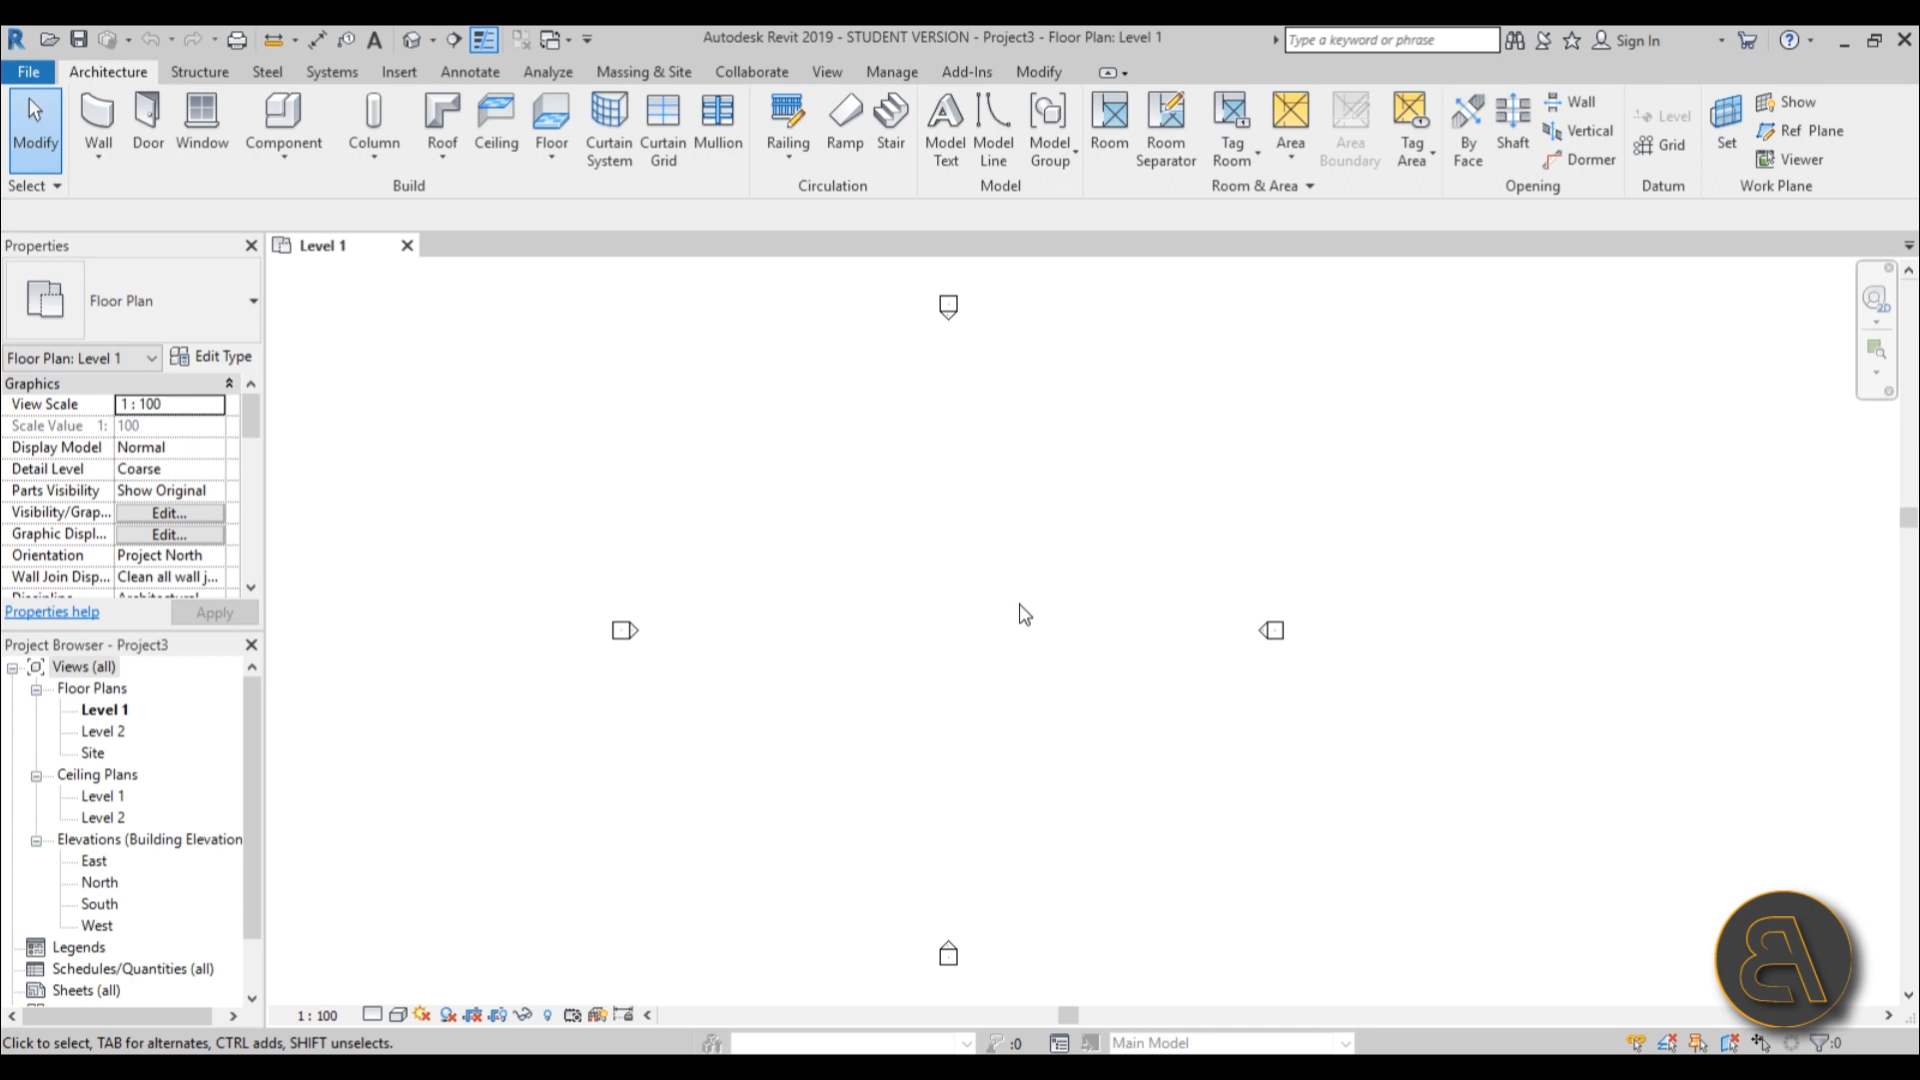 Autodesk Revit 2019 - STUDENT VERSION - Project3 - Floor Plan: Level 1
Type a keyword or phrase
Sign In
File Architecture Structure Steel Systems Insert Annotate Analyze Massing & Site Collaborate View Manage Add-Ins Modify
Modify Wall Door Window Component Column Roof Ceiling Floor Curtain System Curtain Grid Mullion Railing Ramp Stair Model Text Model Line Model Group Room Room Separator Tag Room Area Area Boundary Tag Area By Face Shaft Wall Vertical Dormer Level Grid Set Show Ref Plane Viewer
Select Build Circulation Model Room & Area Opening Datum Work Plane
Properties
Level 1
Floor Plan
2D
Floor Plan: Level 1 Edit Type
Graphics
View Scale 1 : 100
Scale Value 1: 100
Display Model Normal
Detail Level Coarse
Parts Visibility Show Original
Visibility/Grap... Edit...
Graphic Displ... Edit...
Orientation Project North
Wall Join Disp... Clean all wall j...
Properties help Apply
Project Browser - Project3
Views (all)
Floor Plans
Level 1
Level 2
Site
Ceiling Plans
Level 1
Level 2
Elevations (Building Elevation
East
North
South
West
Legends
Schedules/Quantities (all)
Sheets (all)
1 : 100
Click to select, TAB for alternates, CTRL adds, SHIFT unselects.
:0
Main Model
:0